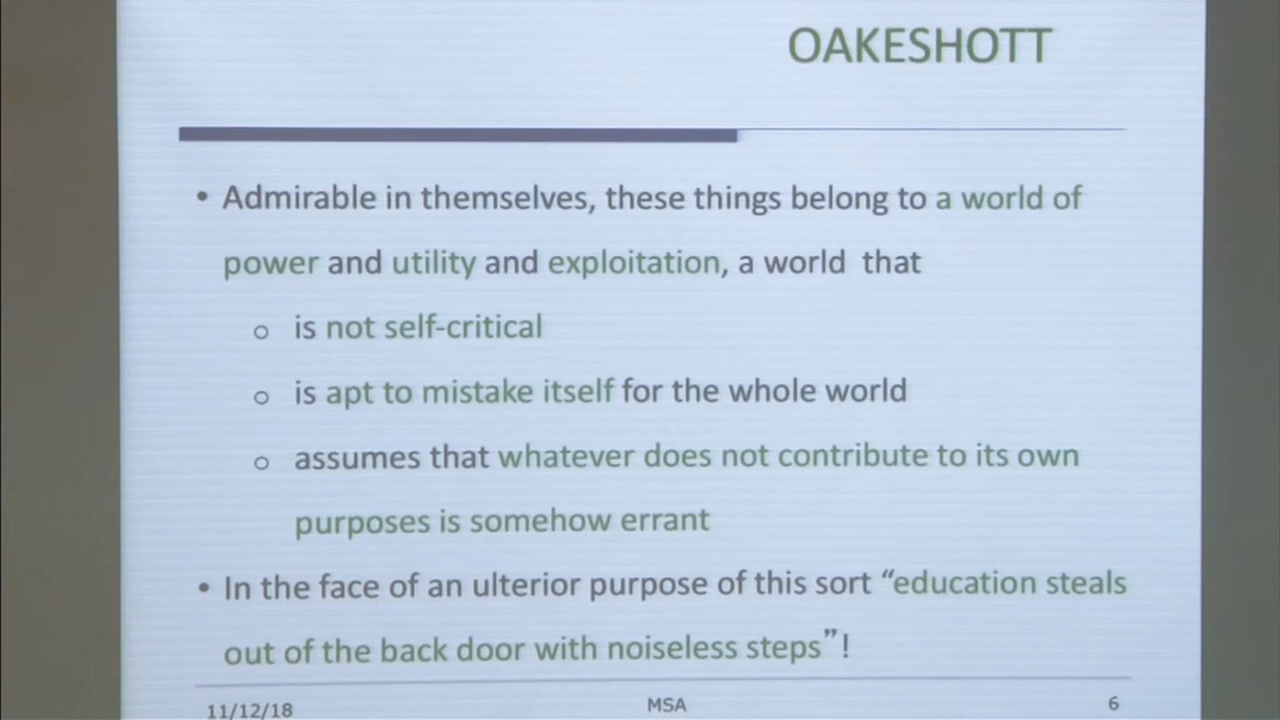 OAKESHOTT
• Admirable in themselves, these things belong to a world of
power and utility and exploitation, a world that
o is not self-critical
o is apt to mistake itself for the whole world
o assumes that whatever does not contribute to its own
purposes is somehow errant
• In the face of an ulterior purpose of this sort “education steals
out of the back door with noiseless steps”!
11/12/18 MSA 6